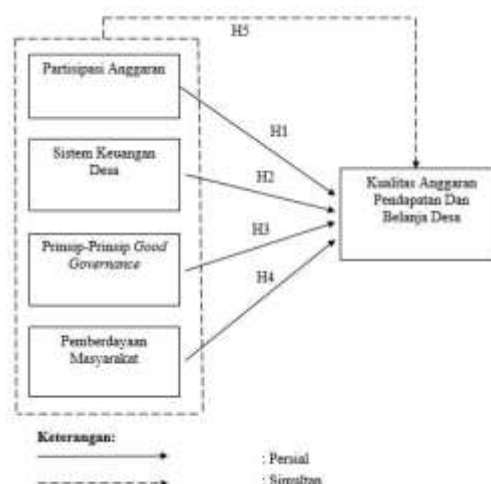 H5
Partisipasi Anggaran
H1
Sistem Keuangan
Desa
H2
Kualitas Anggaran
Pendapatan Dan
Belanja Desa
Prinsip-Prinsip Good
Governance
H3
H4
Pemberdayaan
Masyarakat
Keterangan:
: Persial
: Simultan